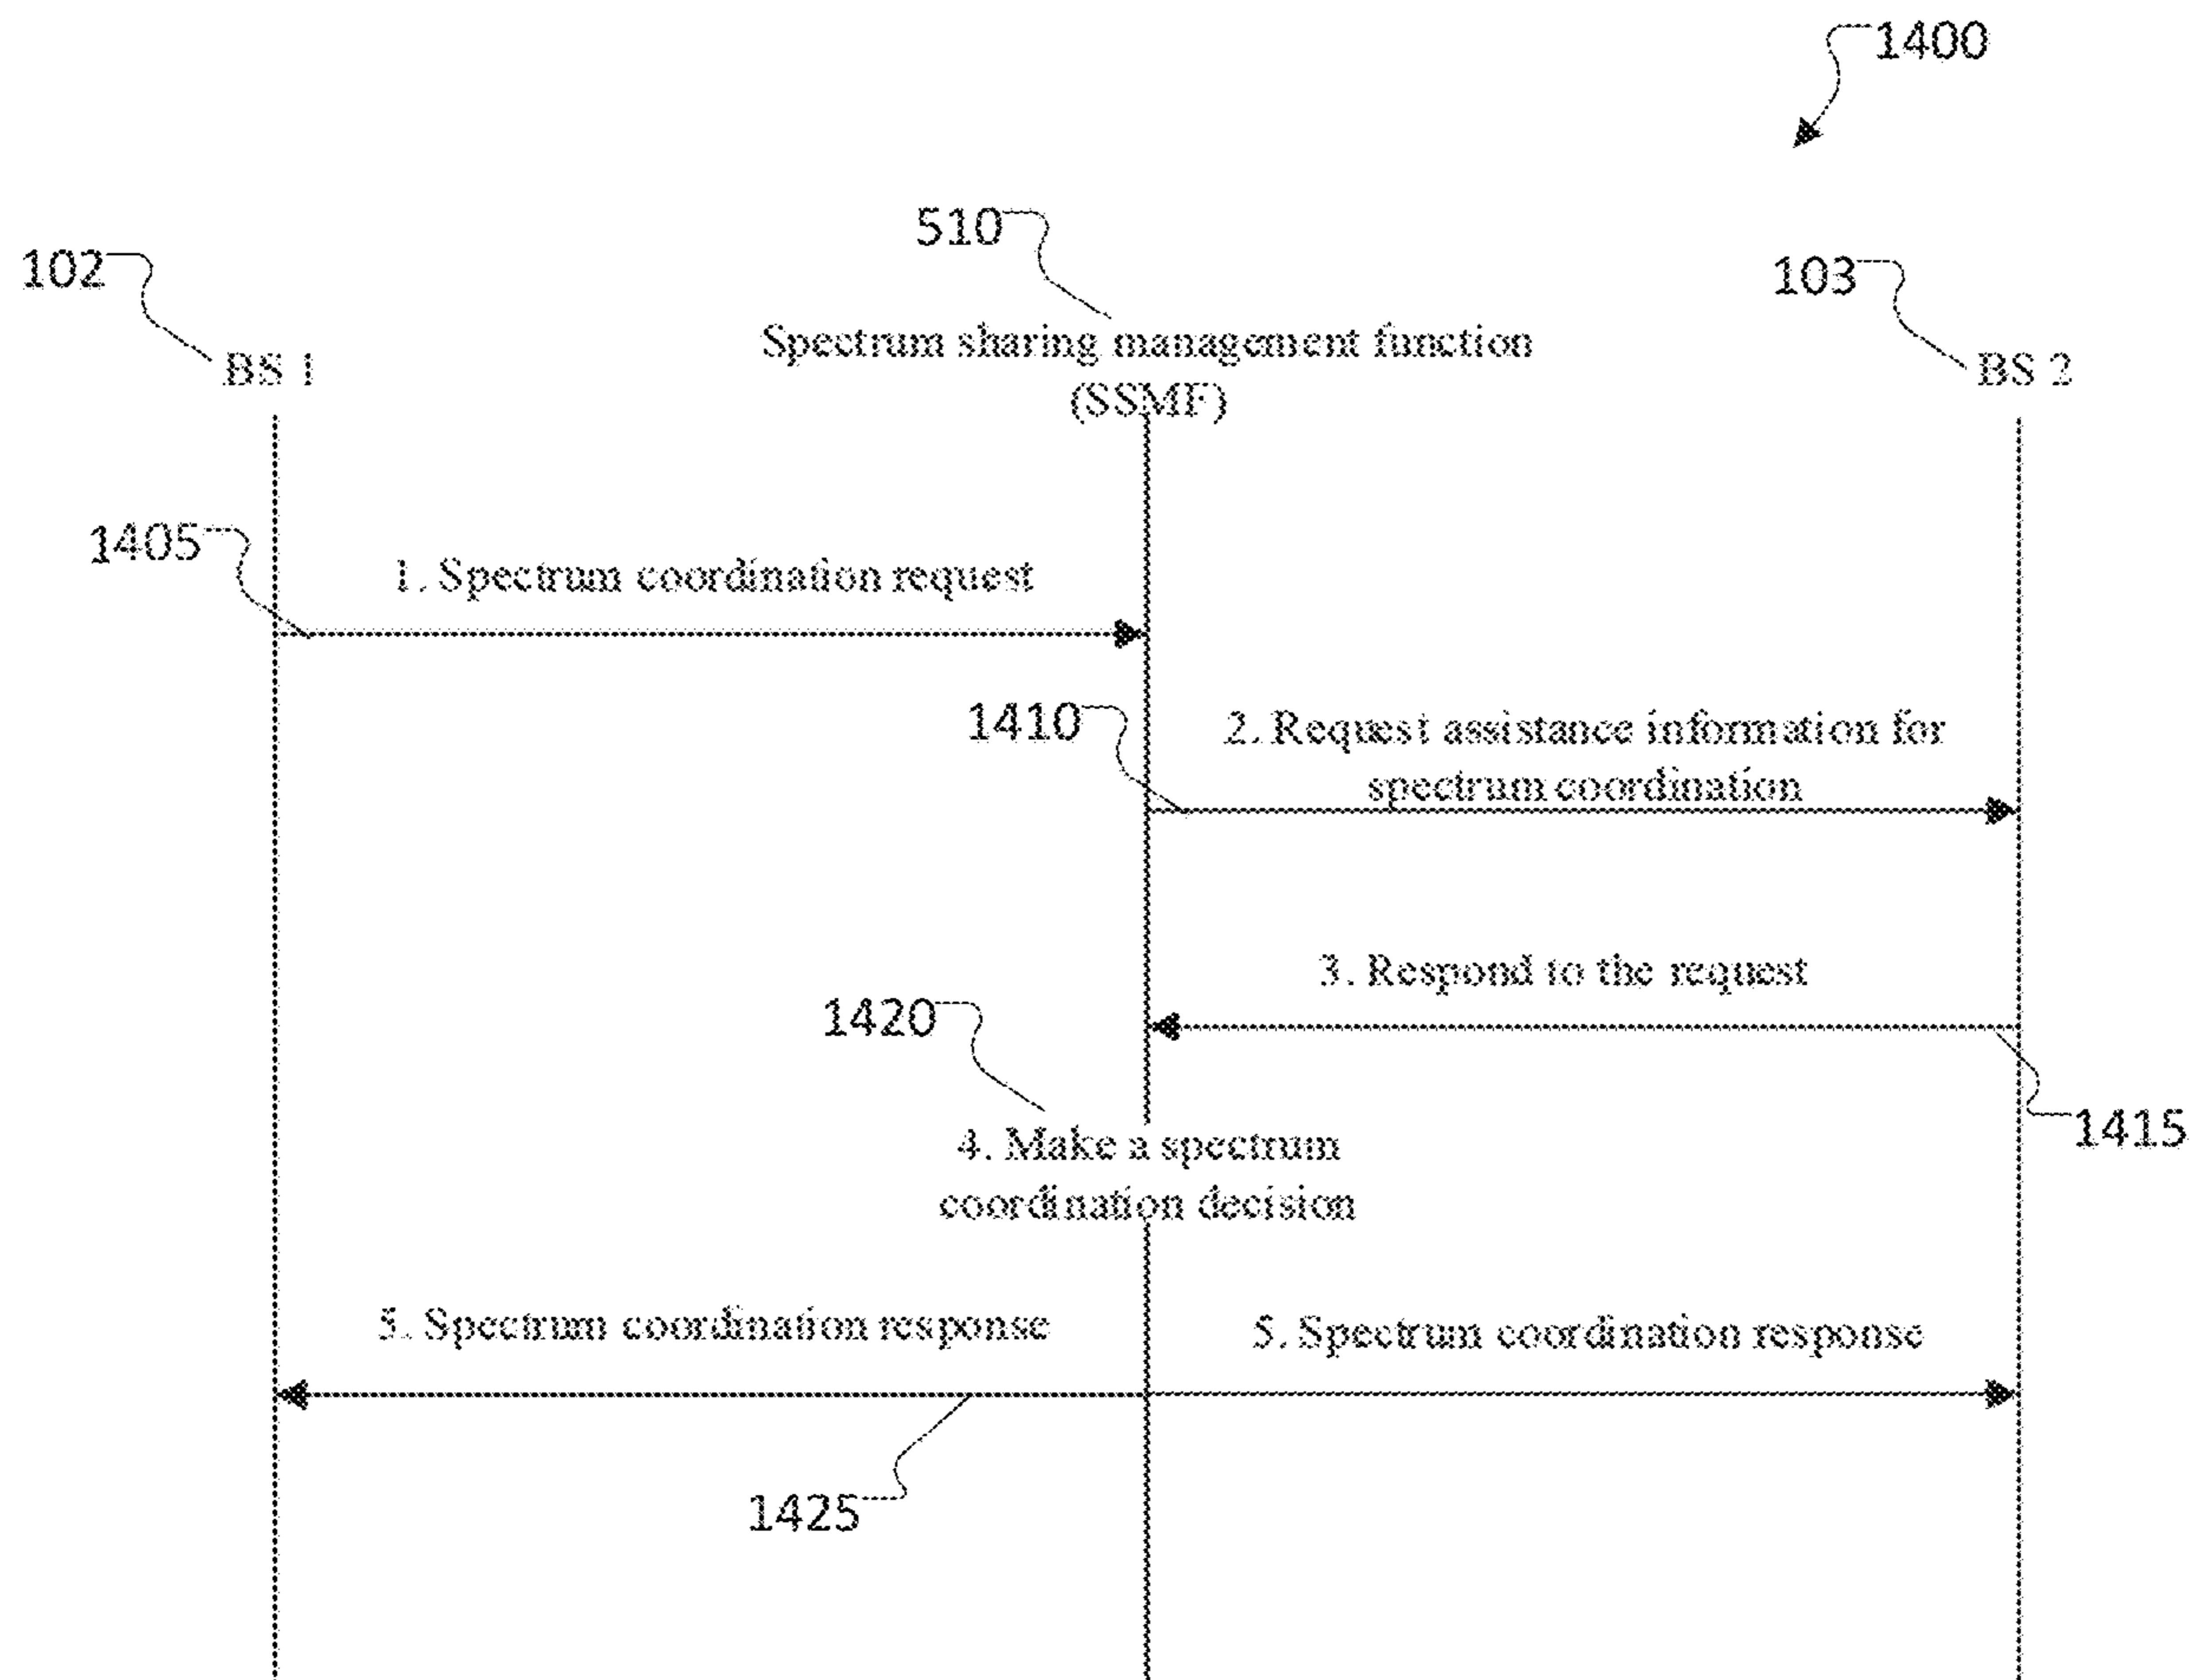 1400
510
102
103
Spectrum sharing management function
(SSMF)
BS 1
BS 2
1405
1. Spectrum coordination request
1410
2. Request assistance information for
spectrum coordination
3. Respond to the request
1420
1415
4. Make a spectrum
coordination decision
5. Spectrum coordination response
5. Spectrum coordination response
1425